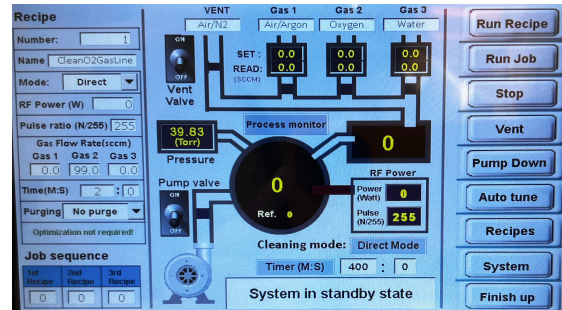 Recipe
Number: 1
Name CleanO2GasLine
Mode: Direct
RF Power (W) 0
Pulse ratio (N/255) 255
Gas Flow Rate(sccm)
Gas 1 Gas 2 Gas 3
0.0 99.0 0.0
Time(M:S) 2 : 0
Purging No purge
Optimization not required!
Job sequence
1st Recipe 2nd Recipe 3rd Recipe
0 0 0
VENT Gas 1 Gas 2 Gas 3
Air/N2 Air/Argon Oxygen Water
ON
OFF
Vent
Valve
SET : 0.0 0.0 0.0
READ: 0.0 0.0 0.0
(SCCM)
39.83
(Torr)
Pressure
Process monitor
0
Pump valve
ON
OFF
0
Ref. 0
RF Power
Power (Watt) 0
Pulse (N/255) 255
Cleaning mode: Direct Mode
Timer (M:S) 400 : 0
System in standby state
Run Recipe
Run Job
Stop
Vent
Pump Down
Auto tune
Recipes
System
Finish up